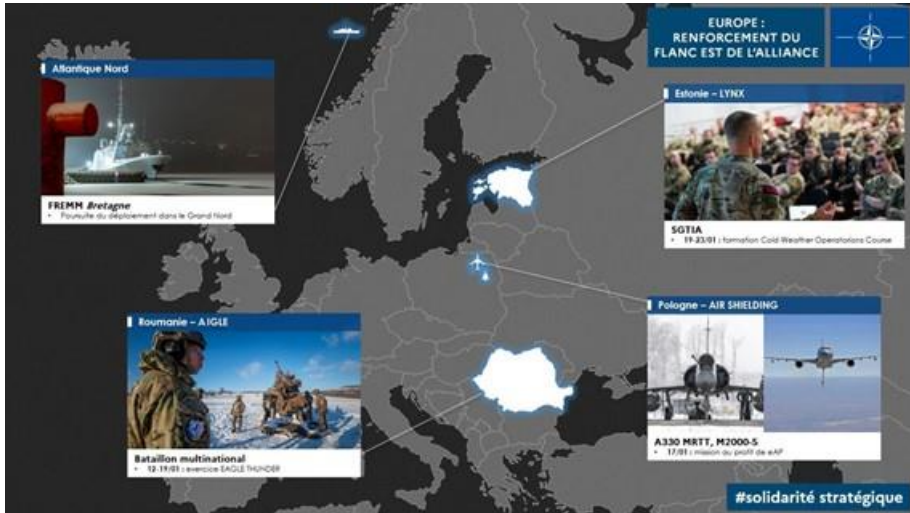 EUROPE :
RENFORCEMENT DU
FLANC EST DE L'ALLIANCE
Atlantique Nord
FREMM Bretagne
• Poursuite du déploiement dans le Grand Nord
Estonie – LYNX
SGTIA
• 19-23/01 : formation Cold Weather Operatorions Course
Roumanie – AIGLE
Bataillon multinational
• 12-19/01 : exercice EAGLE THUNDER
Pologne – AIR SHIELDING
A330 MRTT, M2000-5
• 17/01 : mission au profit de eAP
#solidarité stratégique